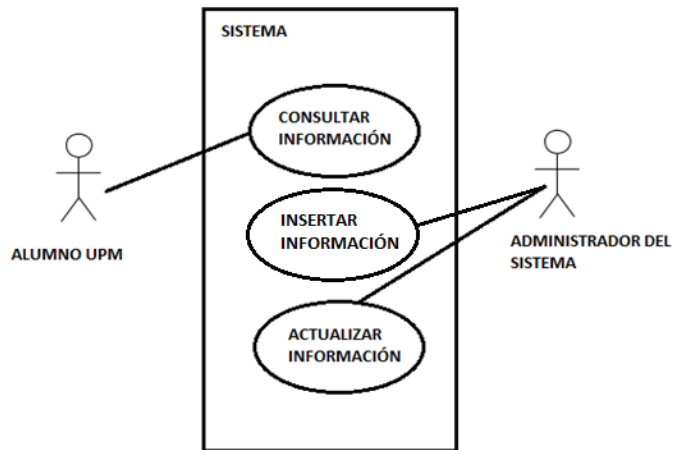 SISTEMA
CONSULTAR
INFORMACIÓN
INSERTAR
INFORMACIÓN
ALUMNO UPM
ADMINISTRADOR DEL
SISTEMA
ACTUALIZAR
INFORMACIÓN